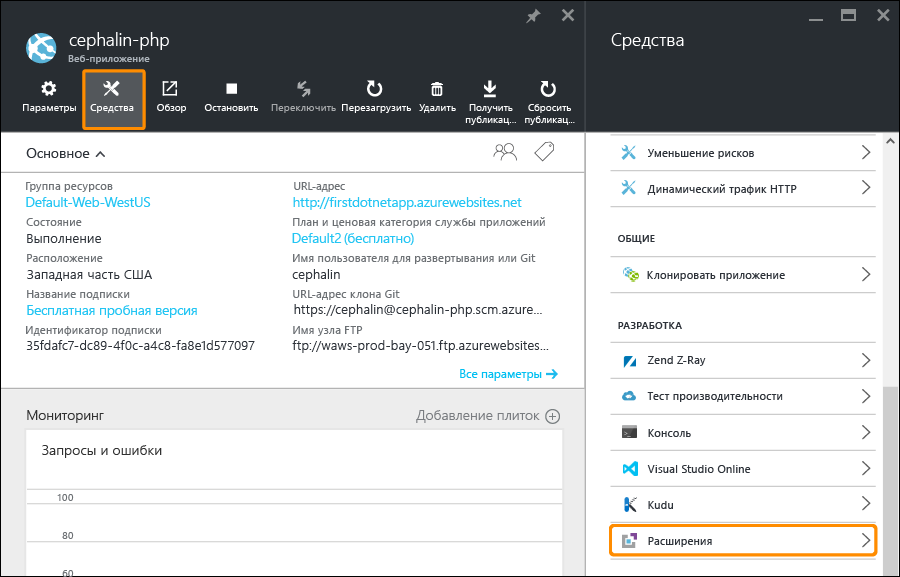 cephalin-php
Веб-приложение
Параметры
Средства
Обзор
Остановить
Переключить
Перезагрузить
Удалить
Получить
публикац...
Сбросить
публикац...
Основное
Группа ресурсов
Default-Web-WestUS
Состояние
Выполнение
Расположение
Западная часть США
Название подписки
Бесплатная пробная версия
Идентификатор подписки
35fdafc7-dc89-4f0c-a4c8-fa8e1d577097
URL-адрес
http://firstdotnetapp.azurewebsites.net
План и ценовая категория службы приложений
Default2 (бесплатно)
Имя пользователя для развертывания или Git
cephalin
URL-адрес клона Git
https://cephalin@cephalin-php.scm.azure...
Имя узла FTP
ftp://waws-prod-bay-051.ftp.azurewebsites...
Все параметры
Мониторинг
Добавление плиток
Запросы и ошибки
100
80
60
Средства
Уменьшение рисков
Динамический трафик HTTP
ОБЩИЕ
Клонировать приложение
РАЗРАБОТКА
Zend Z-Ray
Тест производительности
Консоль
Visual Studio Online
Kudu
Расширения